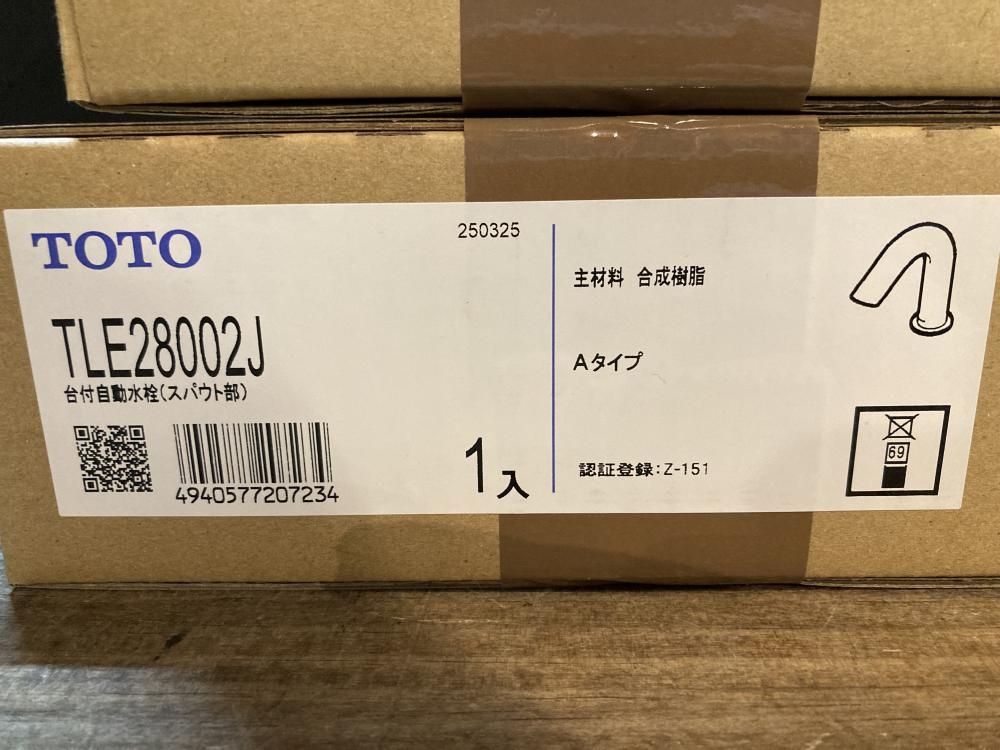 TOTO
250325
TLE28002J
台付自動水栓(スパウト部)
4940577207234
1入
主材料 合成樹脂
Aタイプ
認証登録:Z-151
69